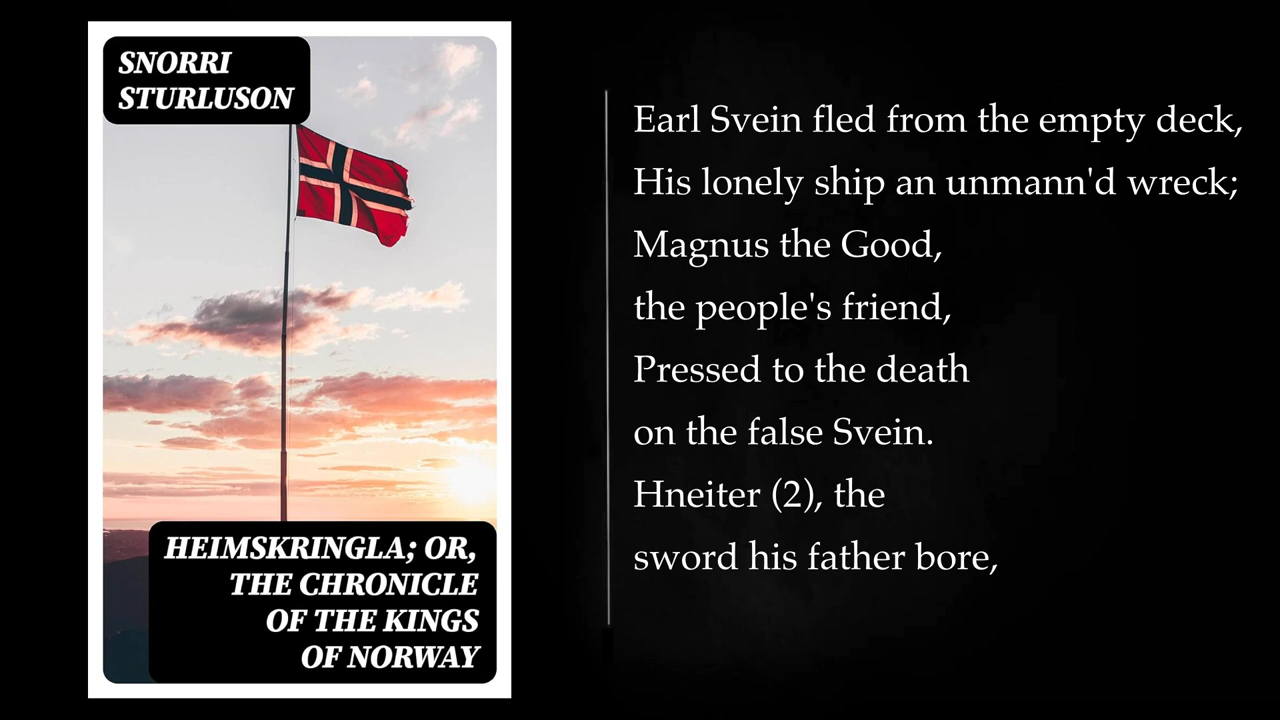 SNORRI
STURLUSON
HEIMSKRINGLA; OR,
THE CHRONICLE
OF THE KINGS
OF NORWAY
Earl Svein fled from the empty deck,
His lonely ship an unmann'd wreck;
Magnus the Good,
the people's friend,
Pressed to the death
on the false Svein.
Hneiter (2), the
sword his father bore,